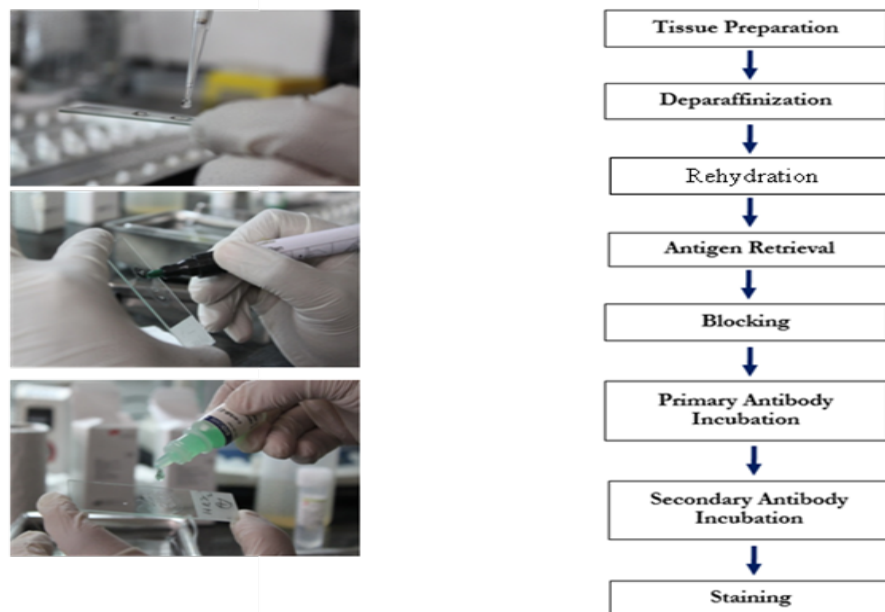 Tissue Preparation
Deparaffinization
Rehydration
Antigen Retrieval
Blocking
Primary Antibody
Incubation
Secondary Antibody
Incubation
Staining